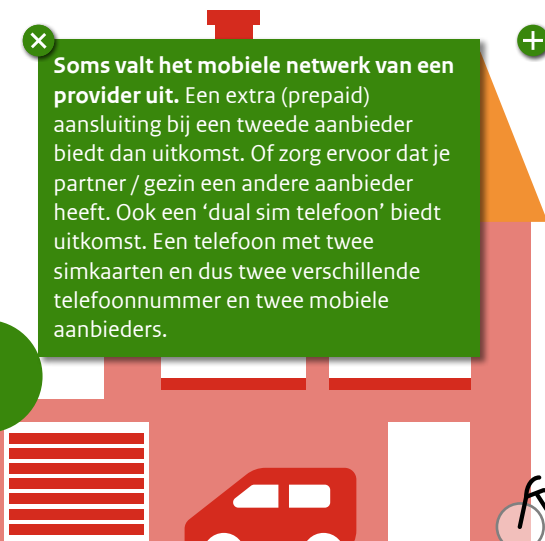 Soms valt het mobiele netwerk van een
provider uit. Een extra (prepaid)
aansluiting bij een tweede aanbieder
biedt dan uitkomst. Of zorg ervoor dat je
partner / gezin een andere aanbieder
heeft. Ook een ‘dual sim telefoon’ biedt
uitkomst. Een telefoon met twee
simkaarten en dus twee verschillende
telefoonnummer en twee mobiele
aanbieders.